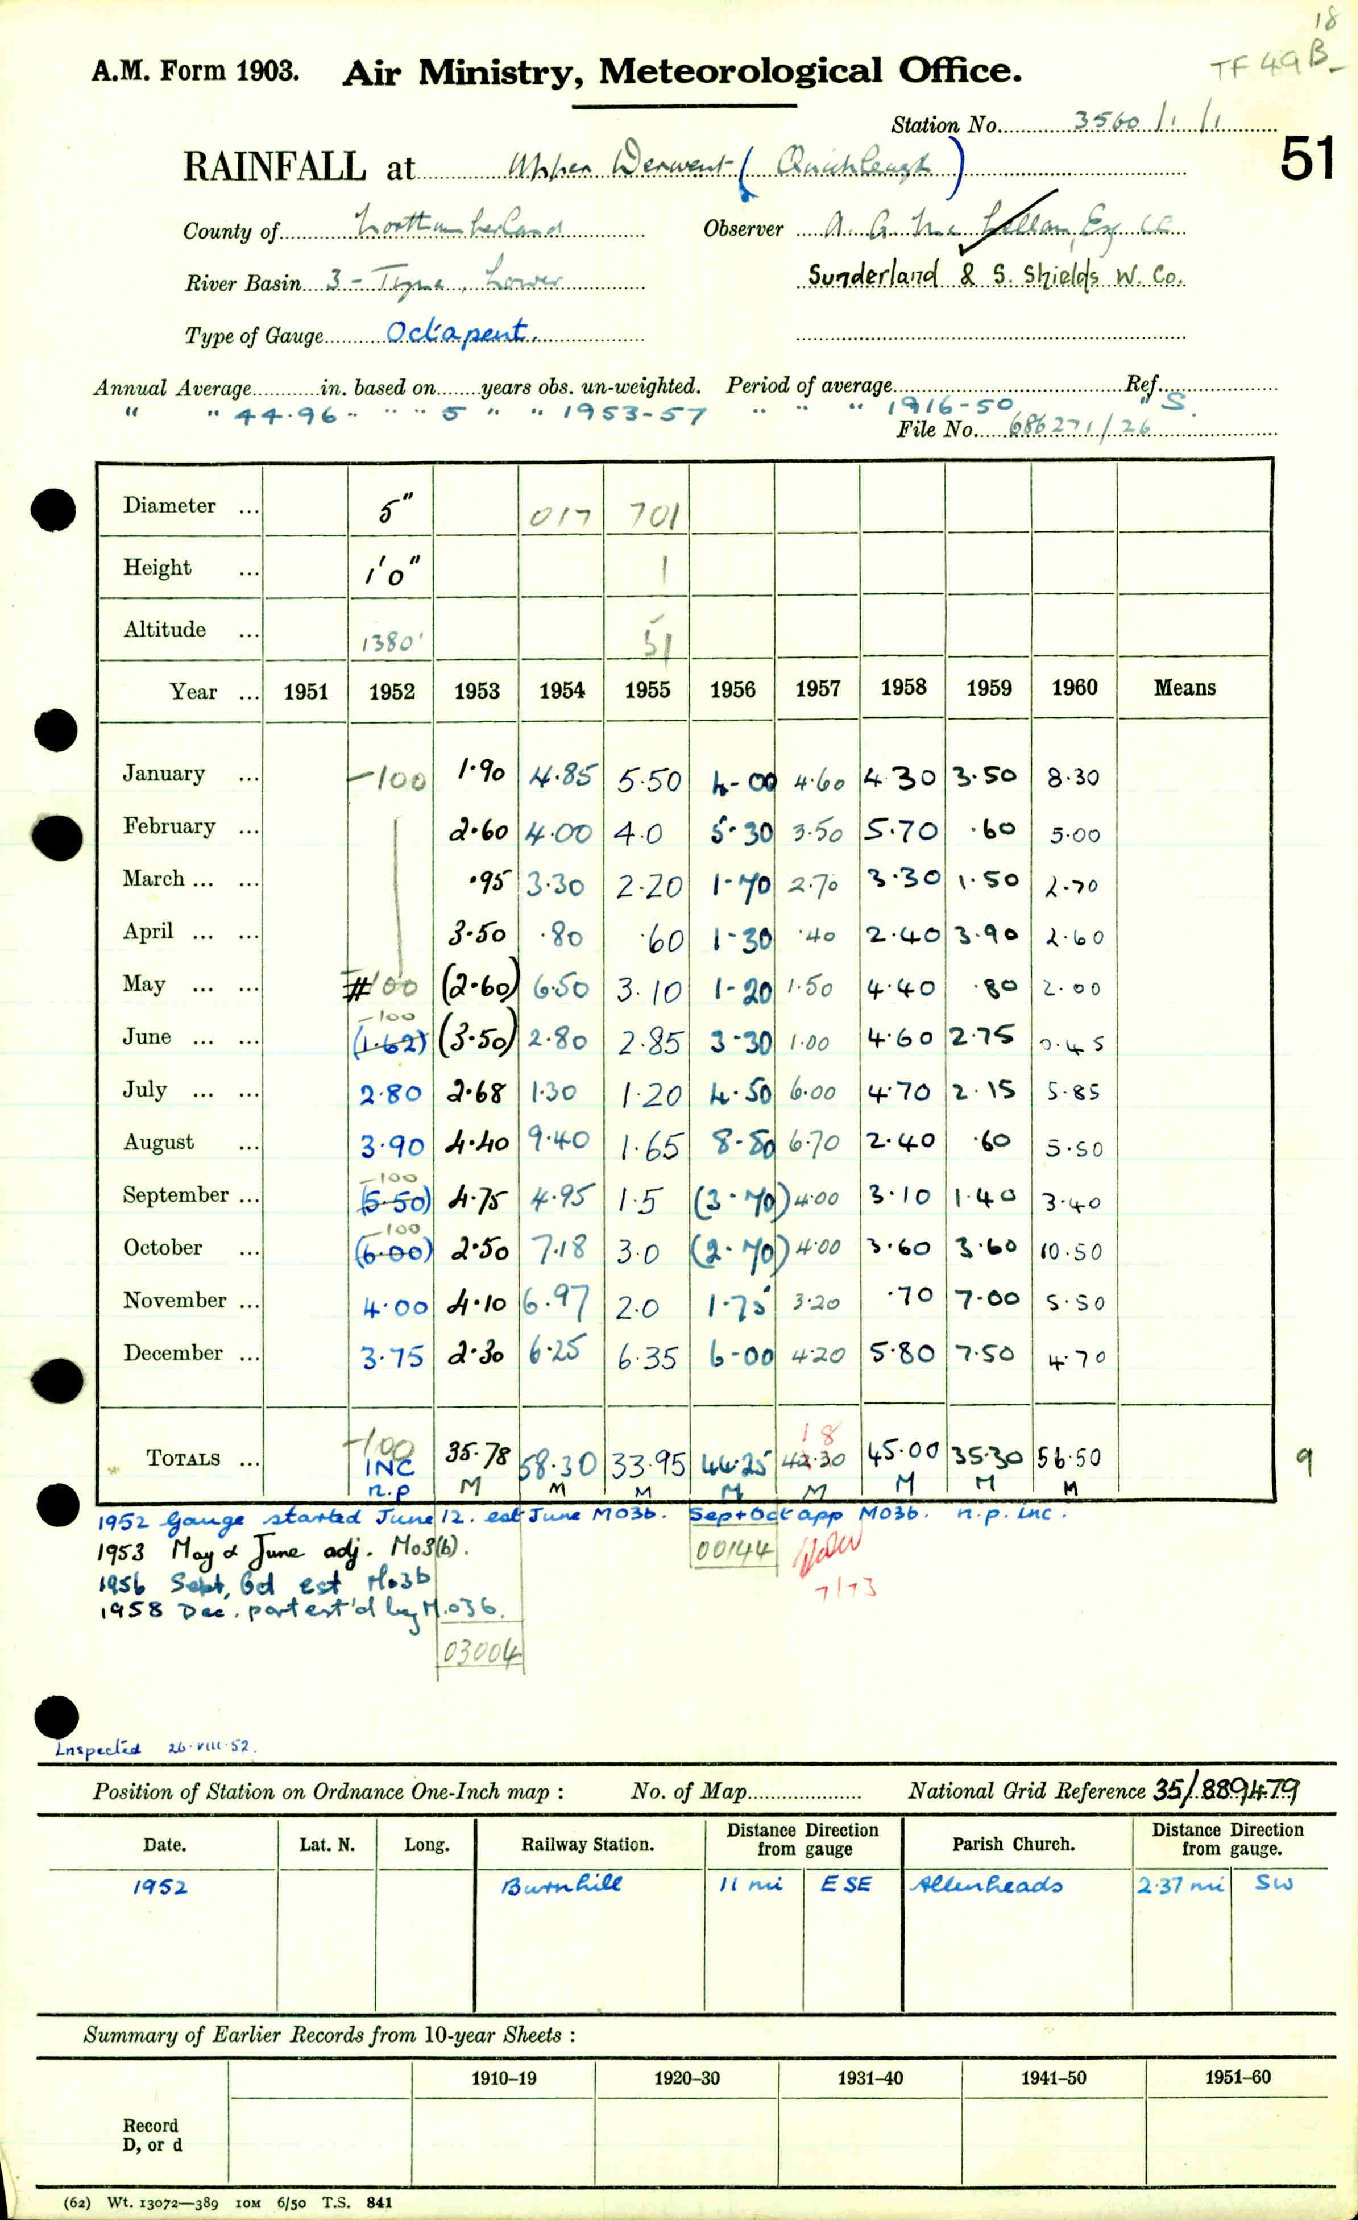 18
TF 49B
A.M. Form 1903. Air Ministry, Meteorological Office.
Station No. 3560/1/1
51
RAINFALL at Upper Derwent (Quickcleugh)
County of Northumberland Observer A. G. Mc Lellan, Esq
River Basin 3 - Tyne, Lower Sunderland & S. Shields W. Co.
Type of Gauge Octapent.
Annual Average in. based on years obs. un-weighted. Period of average Ref.
" " 44.96 " " " 5 " " 1953-57 " " " 1916-50 " S.
File No. 686271/26
Diameter ... 5" 017 701
Height ... 1'0" 1
Altitude ... 1380' 51
Year ... 1951 1952 1953 1954 1955 1956 1957 1958 1959 1960 Means
January ... -100 1.90 4.85 5.50 4-00 4.60 4.30 3.50 8.30
February ... 2.60 4.00 4.0 5.30 3.50 5.70 .60 5.00
March ... ... .95 3.30 2.20 1-70 2.70 3.30 1.50 2.70
April ... ... 3.50 .80 .60 1-30 .40 2.40 3.90 2.60
May ... ... -100 (2.60) 6.50 3.10 1-20 1.50 4.40 .80 2.00
-100
June ... ... (1.62) (3.50) 2.80 2.85 3-30 1.00 4.60 2.75 0.45
July ... ... 2.80 2.68 1.30 1.20 4.50 6.00 4.70 2.15 5.85
August ... 3.90 4.40 9.40 1.65 8-80 6.70 2.40 .60 5.50
-100
September ... (5.50) 4.75 4.95 1.5 (3.70) 4.00 3.10 1.40 3.40
-100
October ... (6.00) 2.50 7.18 3.0 (2.70) 4.00 3.60 3.60 10.50
November ... 4.00 4.10 6.97 2.0 1.75 3.20 .70 7.00 5.50
December ... 3.75 2.30 6.25 6.35 6-00 4.20 5.80 7.50 4.70
18
-100
TOTALS ... INC 35.78 58.30 33.95 44.25 42.30 45.00 35.30 56.50 9
n.p M M M M M M M M
1952 Gauge started June 12. est June M03b. Sep+Oct app M03b. n.p. inc.
1953 May & June adj. M03(b). 00144
1956 Sept, Oct est M03b 7/73
1958 Dec. part est'd by M.03b.
03004
Inspected 26.VIII.52.
Position of Station on Ordnance One-Inch map : No. of Map National Grid Reference 35/889479
Date. Lat. N. Long. Railway Station. Distance from Direction gauge Parish Church. Distance from Direction gauge.
1952 Burnhill 11 mi ESE Allenheads 2.37 mi SW
Summary of Earlier Records from 10-year Sheets :
1910–19 1920–30 1931–40 1941–50 1951–60
Record
D, or d
(62) Wt. 13072—389 10M 6/50 T.S. 841